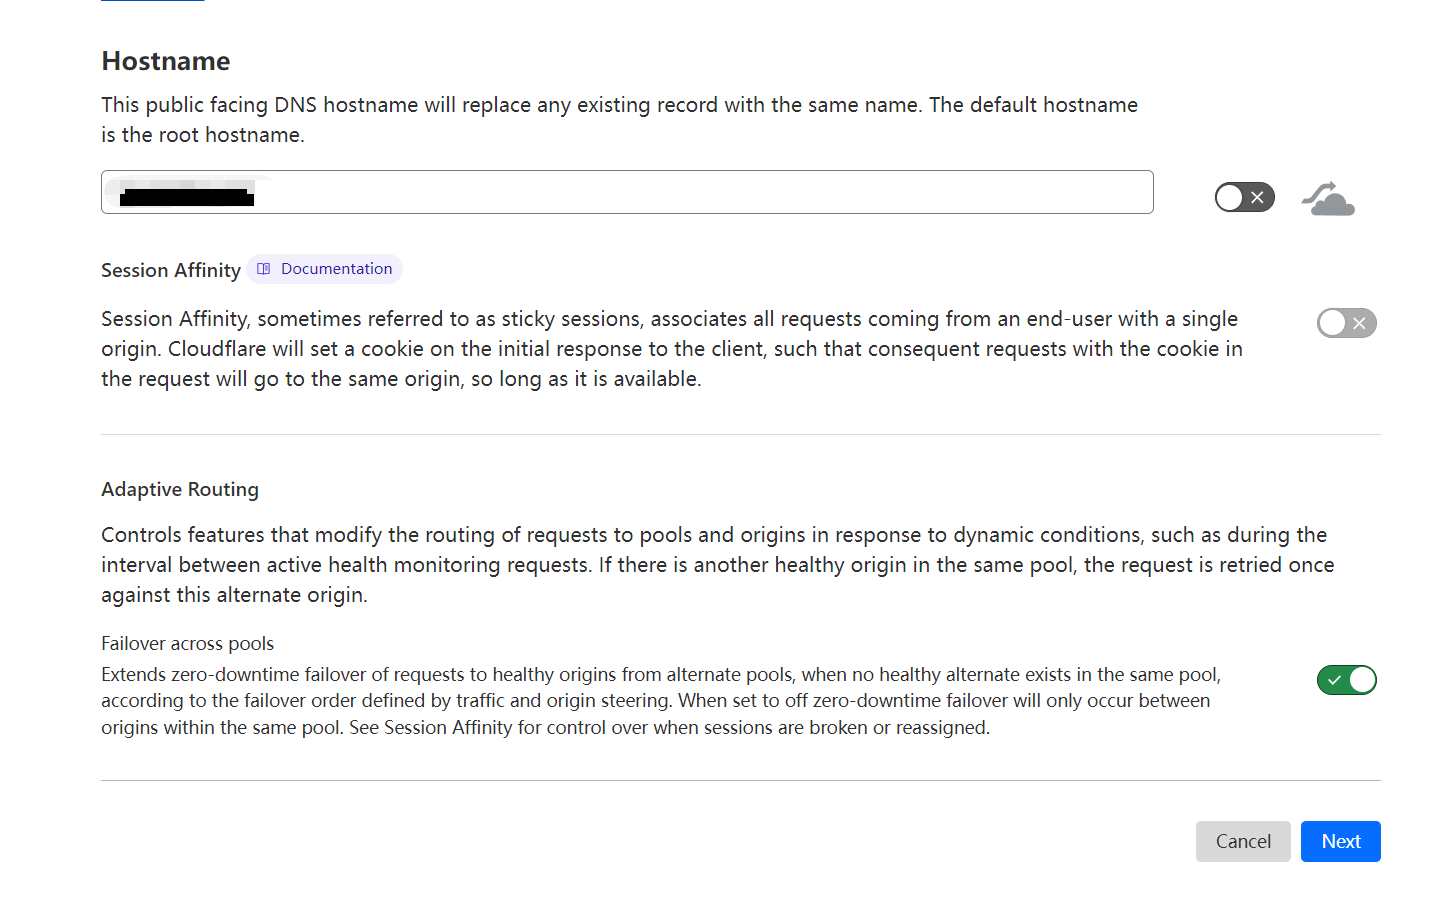 Hostname
This public facing DNS hostname will replace any existing record with the same name. The default hostname
is the root hostname.
Session Affinity
Documentation
Session Affinity, sometimes referred to as sticky sessions, associates all requests coming from an end-user with a single
origin. Cloudflare will set a cookie on the initial response to the client, such that consequent requests with the cookie in
the request will go to the same origin, so long as it is available.
Adaptive Routing
Controls features that modify the routing of requests to pools and origins in response to dynamic conditions, such as during the
interval between active health monitoring requests. If there is another healthy origin in the same pool, the request is retried once
against this alternate origin.
Failover across pools
Extends zero-downtime failover of requests to healthy origins from alternate pools, when no healthy alternate exists in the same pool,
according to the failover order defined by traffic and origin steering. When set to off zero-downtime failover will only occur between
origins within the same pool. See Session Affinity for control over when sessions are broken or reassigned.
Cancel
Next